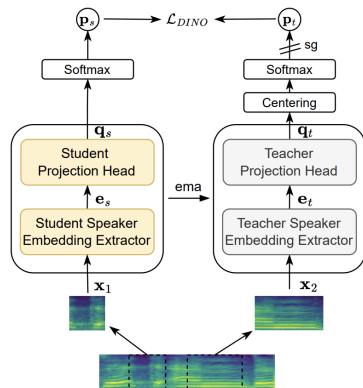 p_s
ℒ_DINO
p_t
sg
Softmax
Softmax
Centering
q_s
q_t
Student
Projection Head
Teacher
Projection Head
ema
e_s
e_t
Student Speaker
Embedding Extractor
Teacher Speaker
Embedding Extractor
x_1
x_2